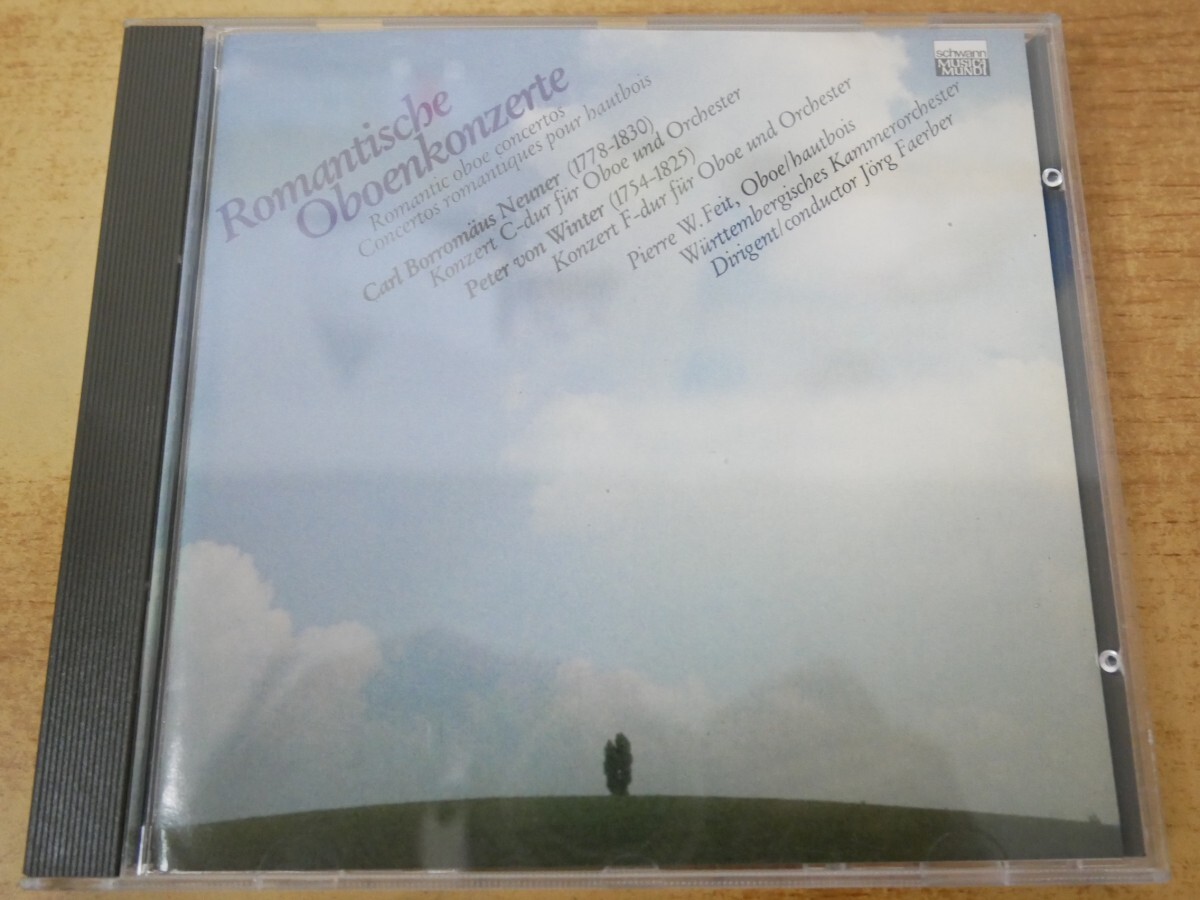 Romantische
Oboenkonzerte
Romantic oboe concertos
Concertos romantiques pour hautbois
Carl Borromäus Neuner (1778-1830)
Konzert C-dur für Oboe und Orchester
Peter von Winter (1754-1825)
Konzert F-dur für Oboe und Orchester
Pierre W. Feit, Oboe/hautbois
Württembergisches Kammerorchester
Dirigent/conductor Jörg Faerber
schwann
MUSICA
MUNDI